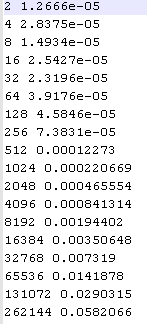 2 1.2666e-05
4 2.8375e-05
8 1.4934e-05
16 2.5427e-05
32 2.3196e-05
64 3.9176e-05
128 4.5846e-05
256 7.3831e-05
512 0.00012273
1024 0.000220669
2048 0.000465554
4096 0.000841314
8192 0.00194402
16384 0.00350648
32768 0.007319
65536 0.0141878
131072 0.0290315
262144 0.0582066